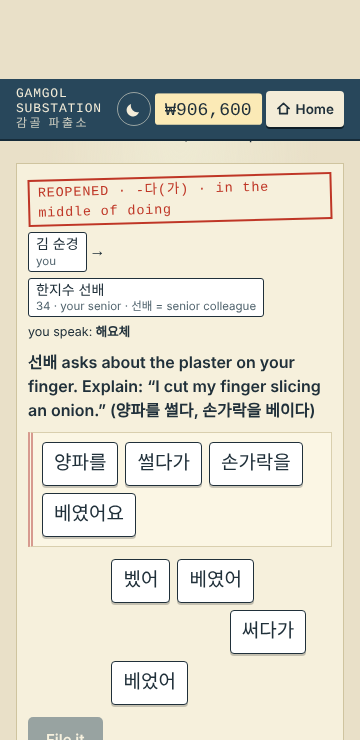 GAMGOL
SUBSTATION
감골 파출소
₩906,600
Home
REOPENED · -다(가) · in the
middle of doing
김 순경
you
→
한지수 선배
34 · your senior · 선배 = senior colleague
you speak: 해요체
선배 asks about the plaster on your
finger. Explain: “I cut my finger slicing
an onion.” (양파를 썰다, 손가락을 베이다)
양파를 썰다가 손가락을
베였어요
벴어 베였어
써다가
베었어
File it